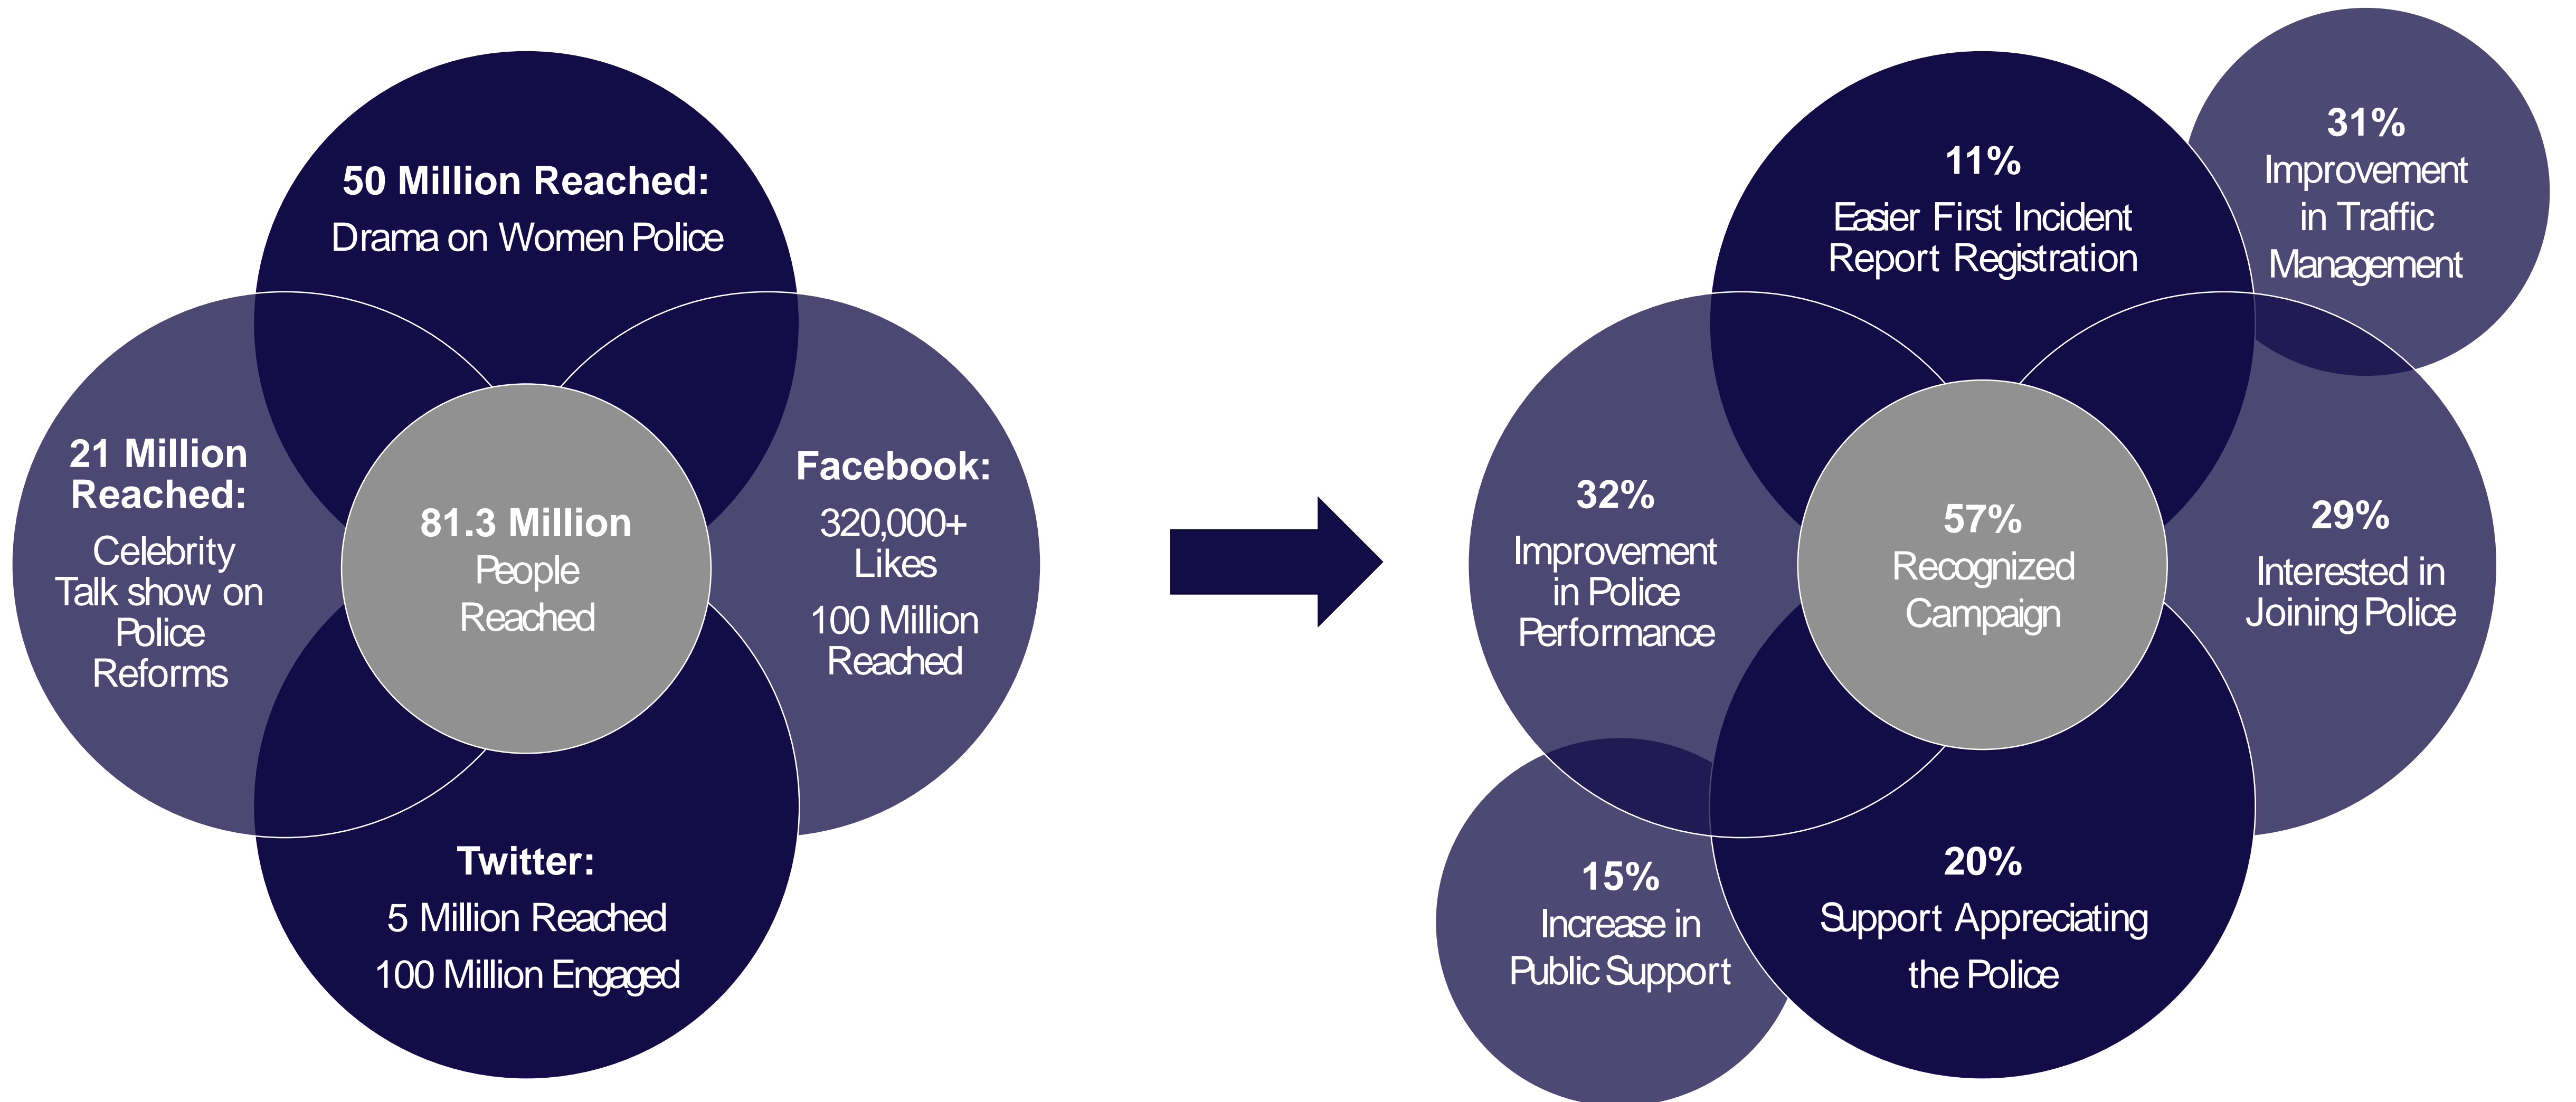 50 Million Reached:
Drama on Women Police
21 Million
Reached:
Celebrity
Talk show on
Police
Reforms
81.3 Million
People
Reached
Facebook:
320,000+
Likes
100 Million
Reached
Twitter:
5 Million Reached
100 Million Engaged
11%
Easier First Incident
Report Registration
31%
Improvement
in Traffic
Management
32%
Improvement
in Police
Performance
57%
Recognized
Campaign
29%
Interested in
Joining Police
15%
Increase in
Public Support
20%
Support Appreciating
the Police